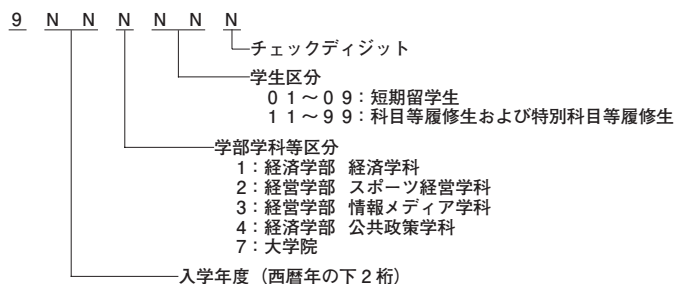 ９ Ｎ Ｎ Ｎ Ｎ Ｎ Ｎ
チェックディジット
学生区分
０１～０９：短期留学生
１１～９９：科目等履修生および特別科目等履修生
学部学科等区分
１：経済学部 経済学科
２：経営学部 スポーツ経営学科
３：経営学部 情報メディア学科
４：経済学部 公共政策学科
７：大学院
入学年度（西暦年の下２桁）